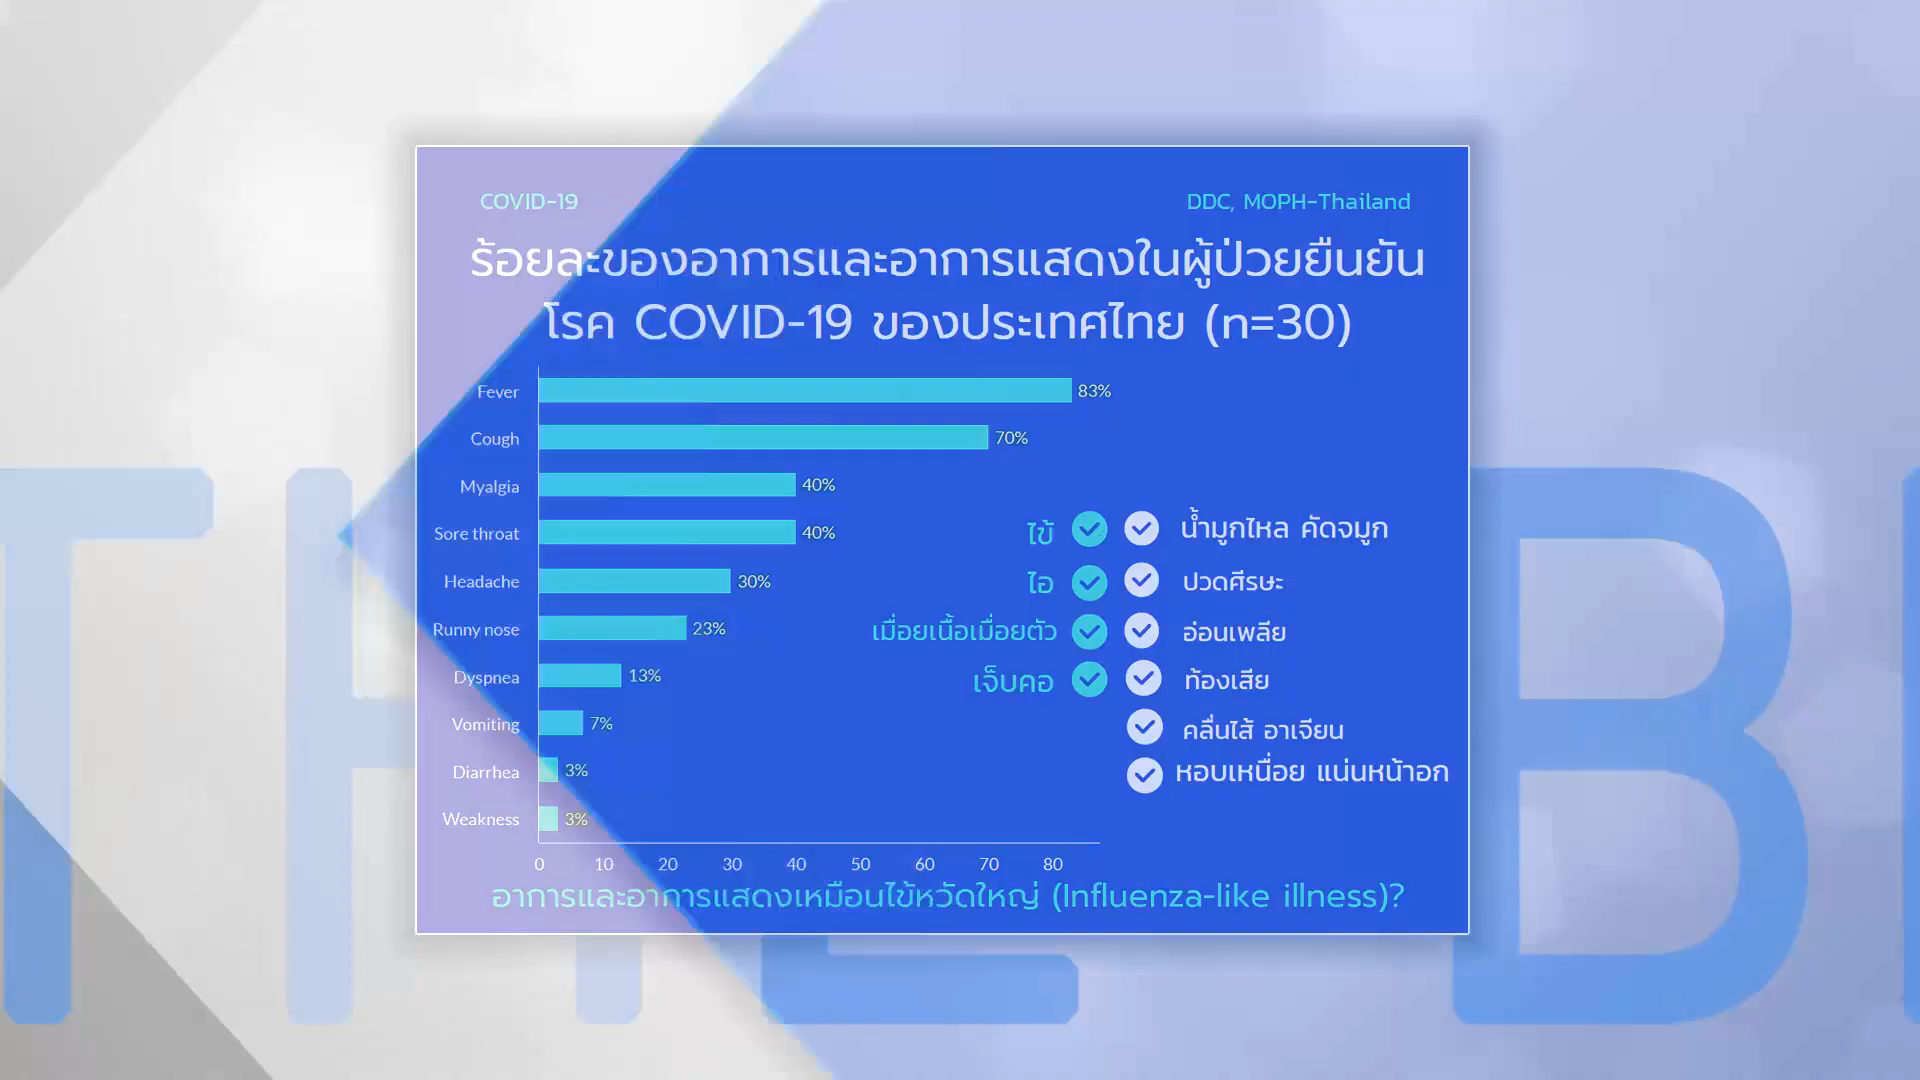 COVID-19
DDC, MOPH-Thailand
ร้อยละของอาการและอาการแสดงในผู้ป่วยยืนยัน
โรค COVID-19 ของประเทศไทย (n=30)
Fever 83%
Cough 70%
Myalgia 40%
Sore throat 40%
Headache 30%
Runny nose 23%
Dyspnea 13%
Vomiting 7%
Diarrhea 3%
Weakness 3%
0 10 20 30 40 50 60 70 80
ไข้
ไอ
เมื่อยเนื้อเมื่อยตัว
เจ็บคอ
น้ำมูกไหล คัดจมูก
ปวดศีรษะ
อ่อนเพลีย
ท้องเสีย
คลื่นไส้ อาเจียน
หอบเหนื่อย แน่นหน้าอก
อาการและอาการแสดงเหมือนไข้หวัดใหญ่ (Influenza-like illness)?